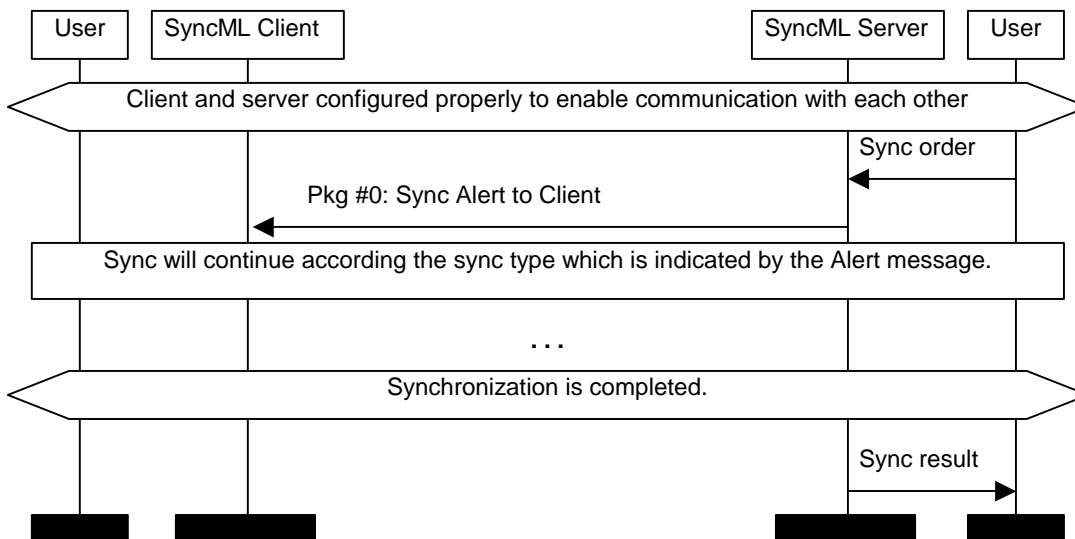 User
SyncML Client
SyncML Server
User
Client and server configured properly to enable communication with each other
Sync order
Pkg #0: Sync Alert to Client
Sync will continue according the sync type which is indicated by the Alert message.
...
Synchronization is completed.
Sync result